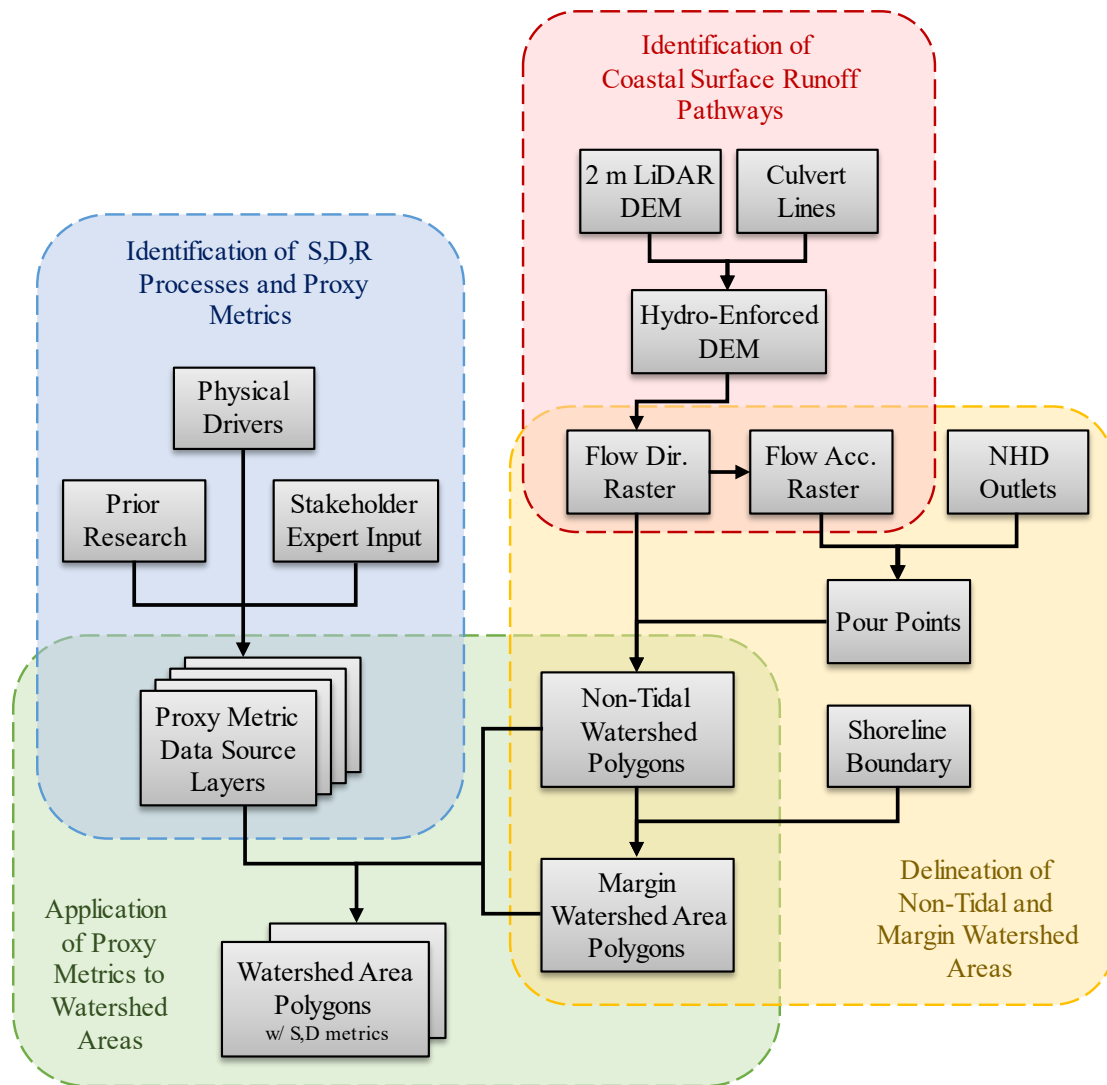 Identification of
Coastal Surface Runoff
Pathways
2 m LiDAR
DEM
Culvert
Lines
Hydro-Enforced
DEM
Identification of S,D,R
Processes and Proxy
Metrics
Physical
Drivers
Prior
Research
Stakeholder
Expert Input
Flow Dir.
Raster
Flow Acc.
Raster
NHD
Outlets
Pour Points
Proxy Metric
Data Source
Layers
Non-Tidal
Watershed
Polygons
Shoreline
Boundary
Margin
Watershed Area
Polygons
Delineation of
Non-Tidal and
Margin Watershed
Areas
Application
of Proxy
Metrics to
Watershed
Areas
Watershed Area
Polygons
w/ S,D metrics